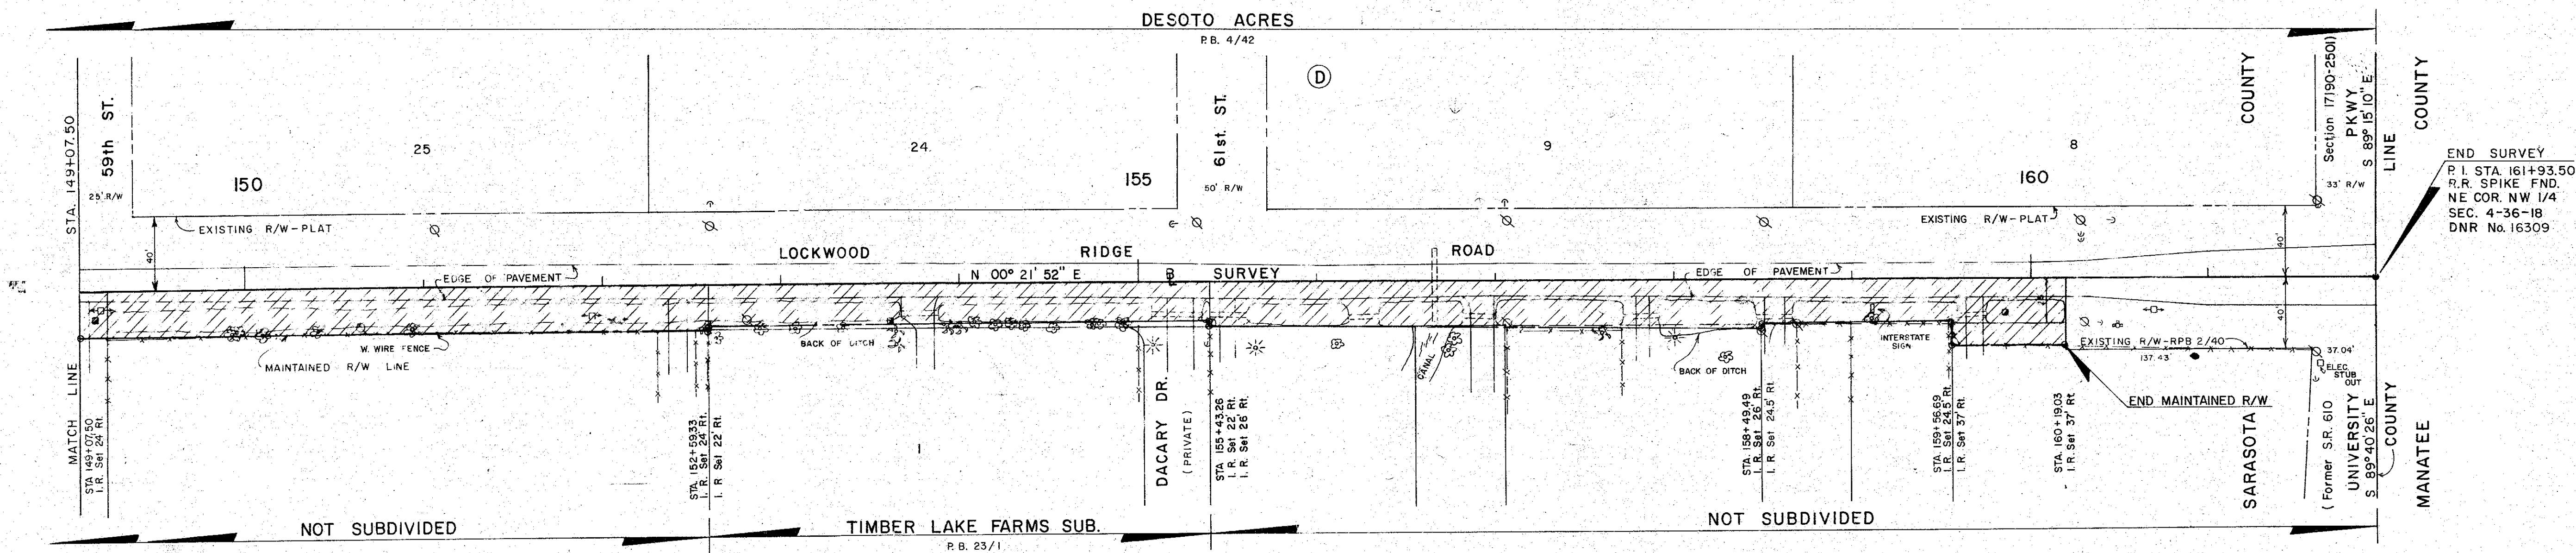 DESOTO ACRES
P.B. 4/42
STA. 149+07.50
59th ST.
25' R/W
25
150
24
155
61st. ST.
50' R/W
D
9
8
160
COUNTY
Section 17190-2501)
PKWY
S 89° 15' 10" E
33' R/W
LINE
COUNTY
END SURVEY
P. I. STA. 161+93.50
R.R. SPIKE FND.
NE COR. NW 1/4
SEC. 4-36-18
DNR No. 16309
EXISTING R/W-PLAT
EXISTING R/W-PLAT
40'
LOCKWOOD RIDGE ROAD
40'
EDGE OF PAVEMENT
N 00° 21' 52" E
B SURVEY
EDGE OF PAVEMENT
40'
W. WIRE FENCE
MAINTAINED R/W LINE
BACK OF DITCH
CANAL
BACK OF DITCH
INTERSTATE
SIGN
EXISTING R/W-RPB 2/40
137.43'
37.04'
ELEC.
STUB
OUT
END MAINTAINED R/W
MATCH LINE
STA 149+07.50
I. R. Set 24' Rt.
STA. 152+59.33
I. R. Set 24' Rt.
I. R Set 22' Rt.
1
DACARY DR.
(PRIVATE)
STA 155+43.26
I. R. Set 22' Rt.
I. R. Set 26' Rt.
STA. 158+49.49
I. R. Set 26' Rt.
I. R. Set 24.5' Rt.
STA. 159+56.69
I. R. Set 24.5' Rt.
I. R. Set 37' Rt.
STA. 160+19.03
I. R. Set 37' Rt
SARASOTA
(Former S.R. 610
UNIVERSITY
S 89° 40' 26" E
COUNTY
MANATEE
NOT SUBDIVIDED
TIMBER LAKE FARMS SUB.
P. B. 23/1
NOT SUBDIVIDED